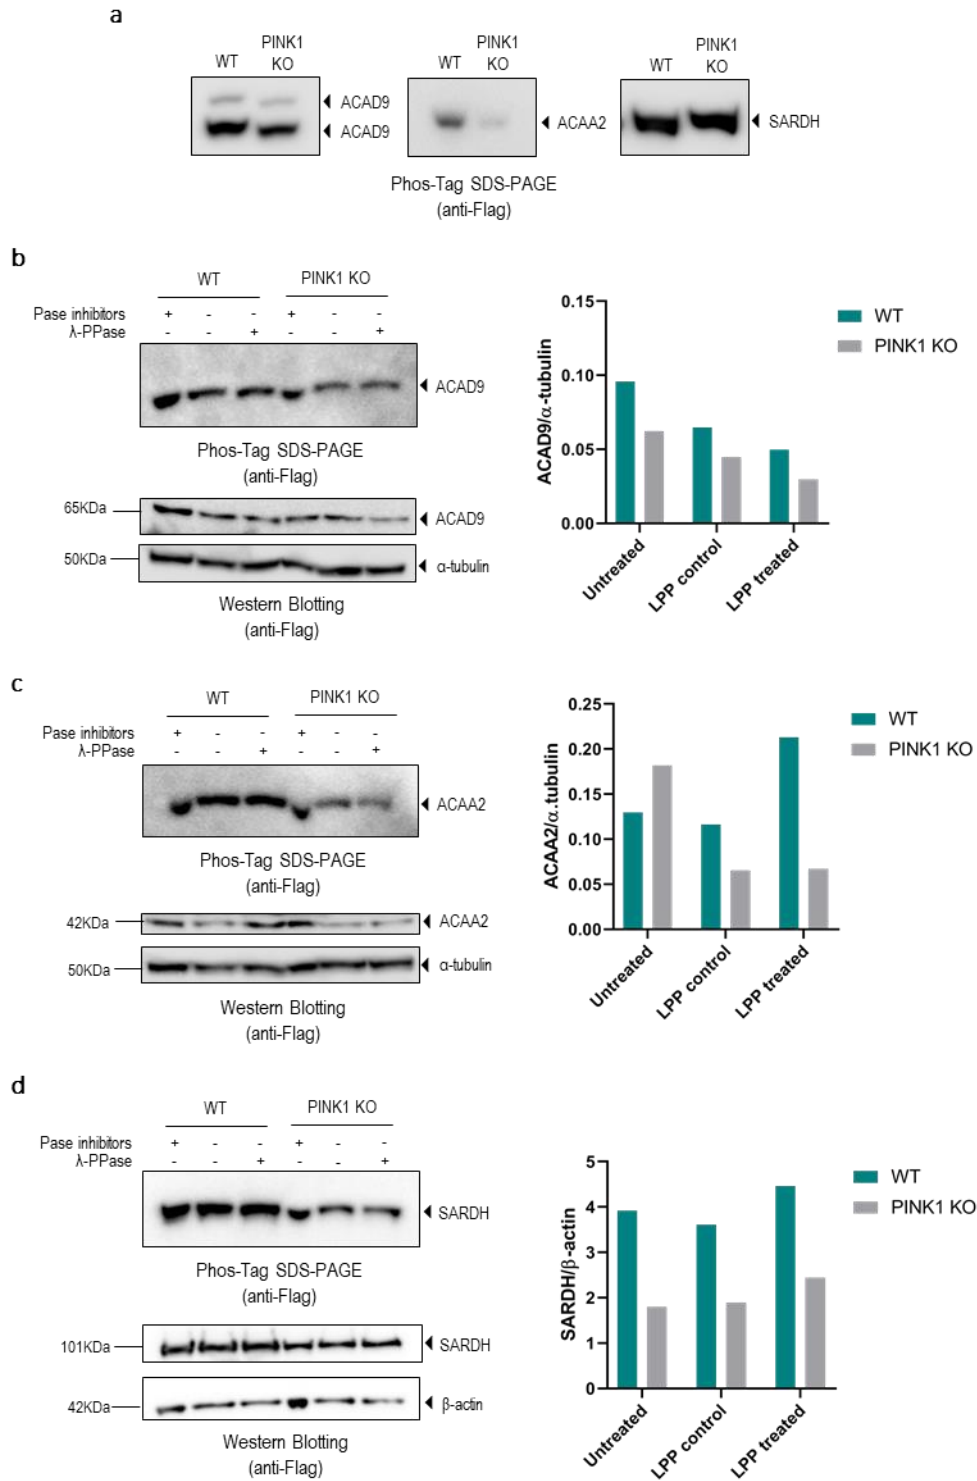 a
WT
PINK1
KO
ACAD9
ACAD9
WT
PINK1
KO
ACAA2
WT
PINK1
KO
SARDH
Phos-Tag SDS-PAGE
(anti-Flag)
b
WT PINK1 KO
Pase inhibitors + - - + - -
λ-PPase - - + - - +
ACAD9
Phos-Tag SDS-PAGE
(anti-Flag)
65KDa
ACAD9
50KDa
α-tubulin
Western Blotting
(anti-Flag)
ACAD9/α-tubulin
0.15
0.10
0.05
0.00
Untreated
LPP control
LPP treated
WT
PINK1 KO
c
WT PINK1 KO
Pase inhibitors + - - + - -
λ-PPase - - + - - +
ACAA2
Phos-Tag SDS-PAGE
(anti-Flag)
42KDa
ACAA2
50KDa
α-tubulin
Western Blotting
(anti-Flag)
ACAA2/α.tubulin
0.25
0.20
0.15
0.10
0.05
0.00
Untreated
LPP control
LPP treated
WT
PINK1 KO
d
WT PINK1 KO
Pase inhibitors + - - + - -
λ-PPase - - + - - +
SARDH
Phos-Tag SDS-PAGE
(anti-Flag)
101KDa
SARDH
42KDa
β-actin
Western Blotting
(anti-Flag)
SARDH/β-actin
5
4
3
2
1
0
Untreated
LPP control
LPP treated
WT
PINK1 KO